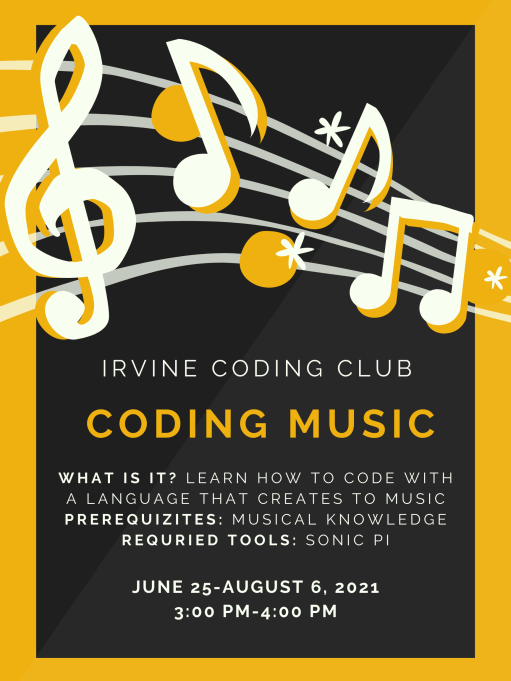 IRVINE CODING CLUB
CODING MUSIC
WHAT IS IT? LEARN HOW TO CODE WITH
A LANGUAGE THAT CREATES TO MUSIC
PREREQUIZITES: MUSICAL KNOWLEDGE
REQURIED TOOLS: SONIC PI
JUNE 25-AUGUST 6, 2021
3:00 PM-4:00 PM